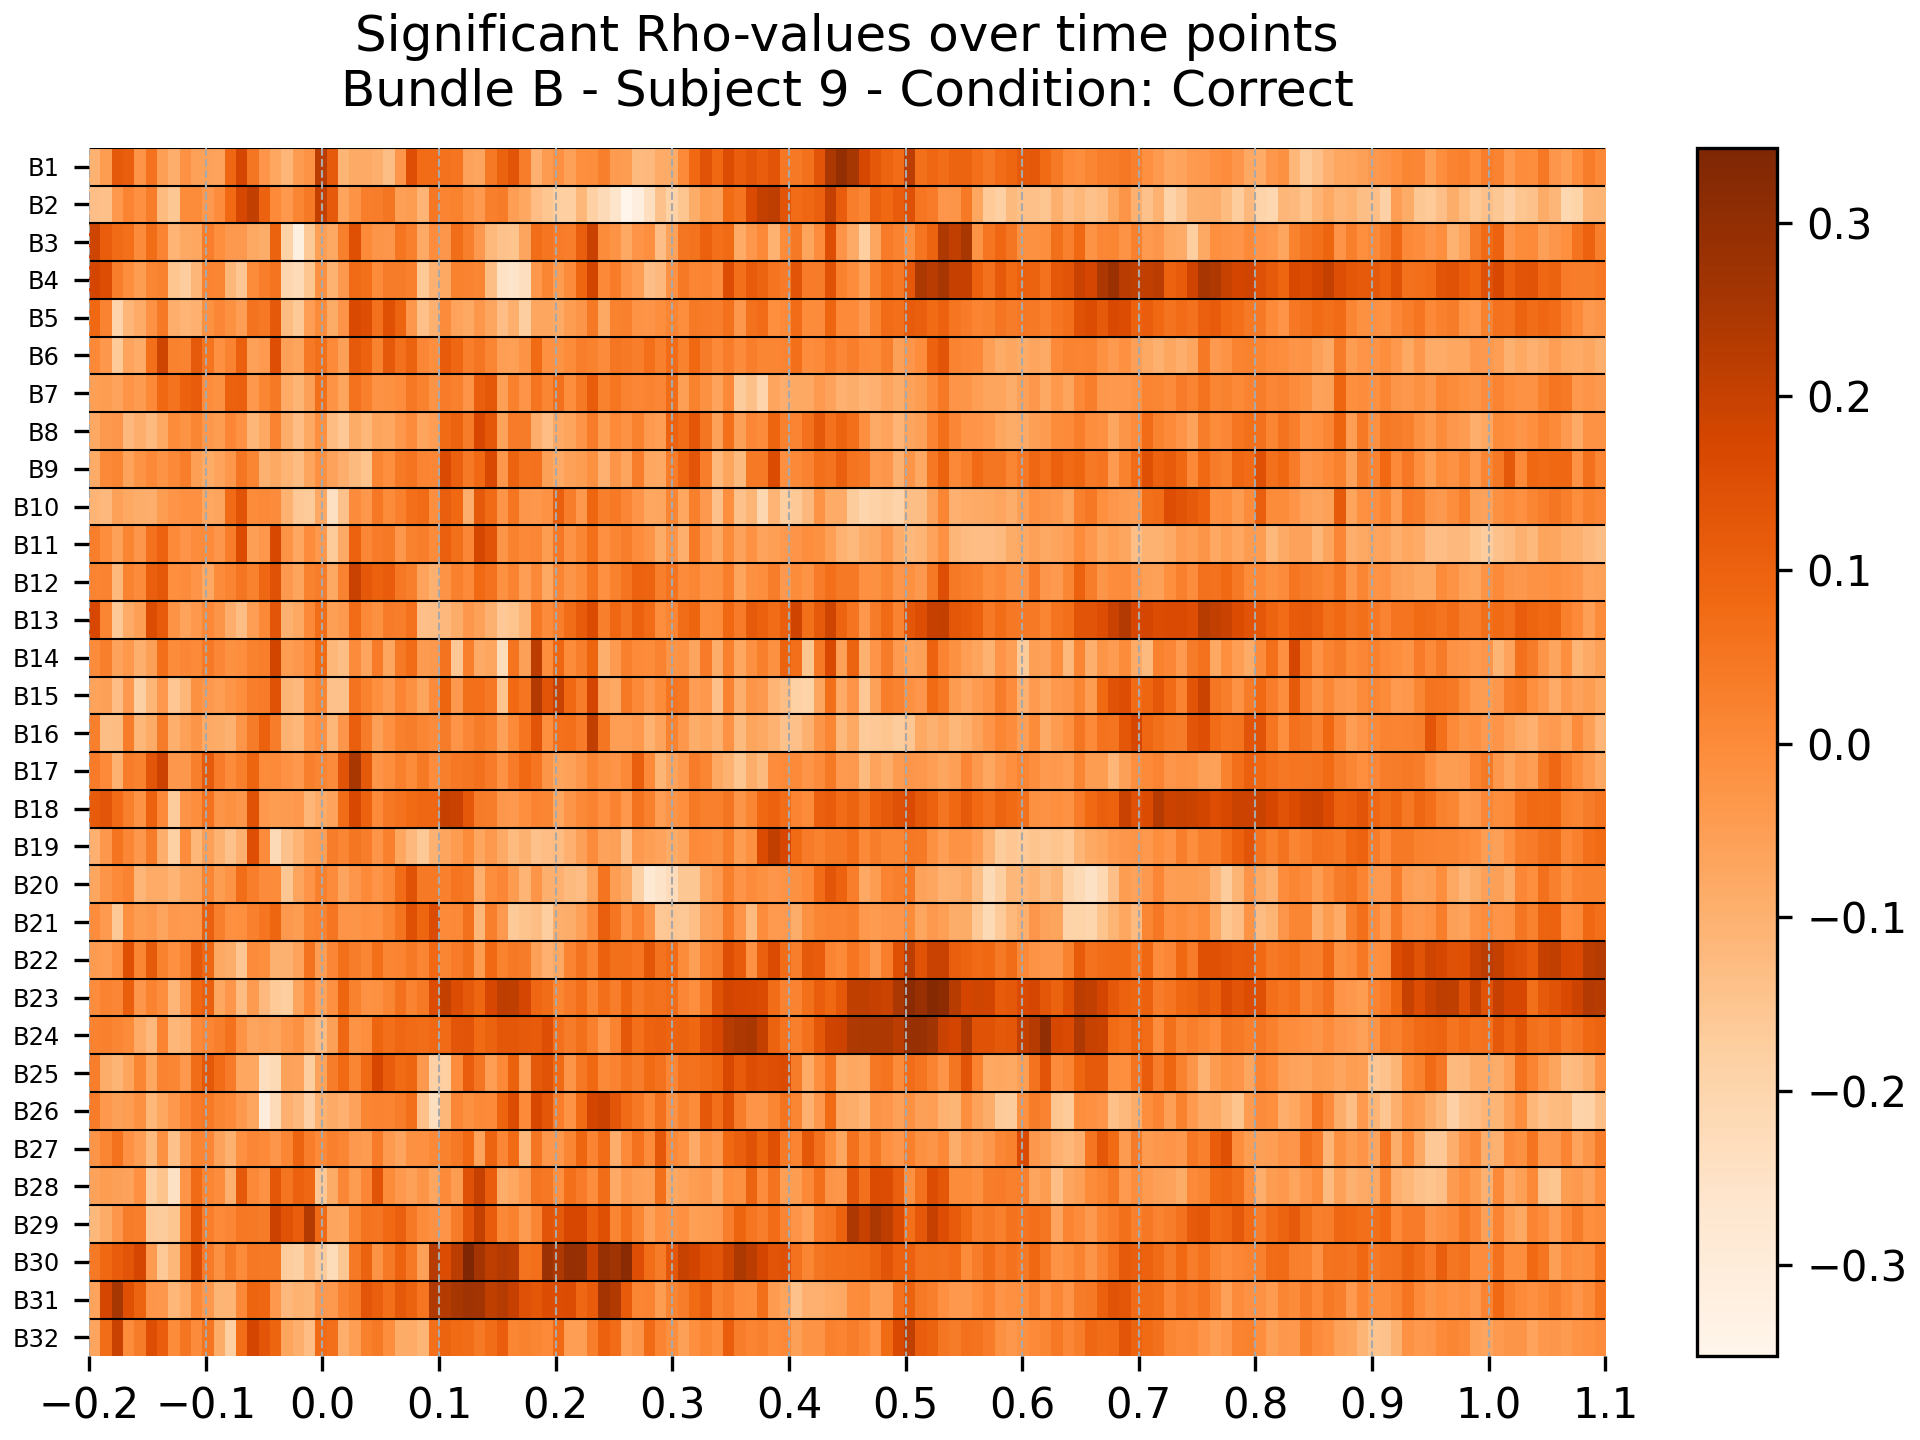 Significant Rho-values over time points
Bundle B - Subject 9 - Condition: Correct
B1
B2
B3
B4
B5
B6
B7
B8
B9
B10
B11
B12
B13
B14
B15
B16
B17
B18
B19
B20
B21
B22
B23
B24
B25
B26
B27
B28
B29
B30
B31
B32
−0.2 −0.1 0.0 0.1 0.2 0.3 0.4 0.5 0.6 0.7 0.8 0.9 1.0 1.1
0.3
0.2
0.1
0.0
−0.1
−0.2
−0.3